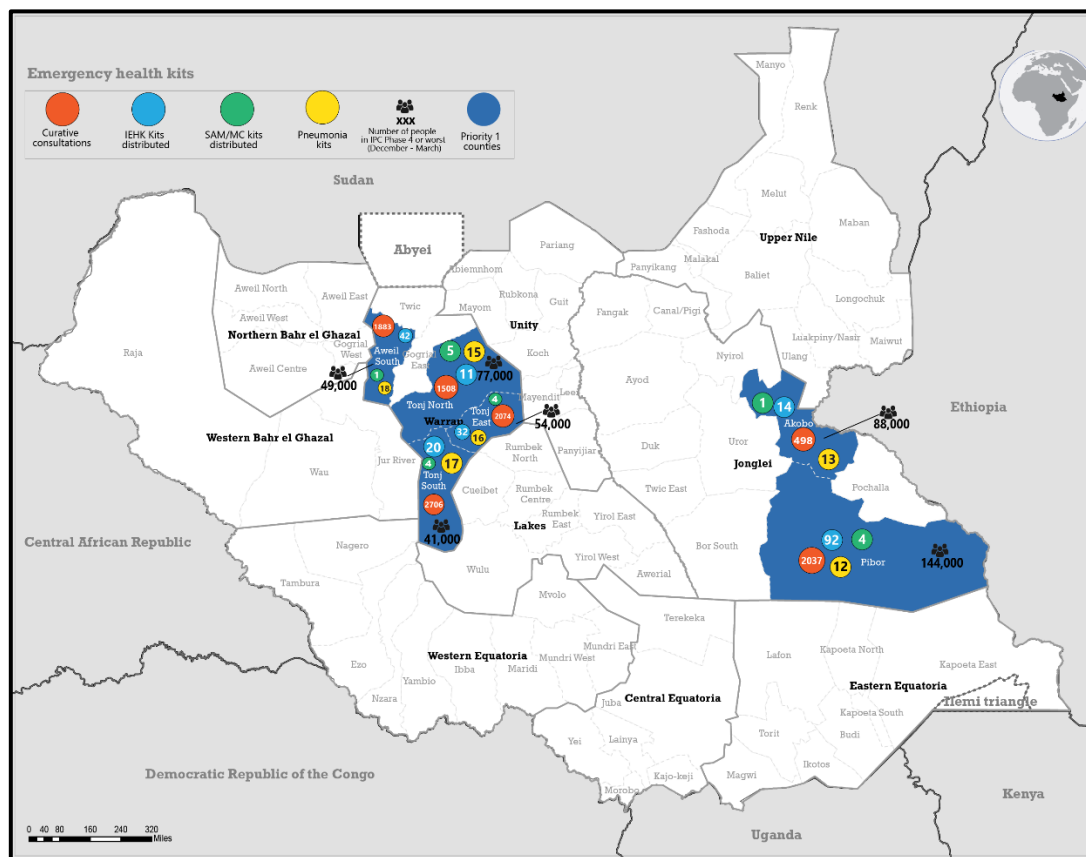 Emergency health kits
Curative
consultations
IEHK Kits
distributed
SAM/MC kits
distributed
Pneumonia
kits
XXX
Number of people
in IPC Phase 4 or worst
(December - March)
Priority 1
counties
Sudan
Abyei
Manyo
Renk
Melut
Maban
Fashoda
Upper Nile
Malakal
Panyikang
Baliet
Longochuk
Luakpiny/Nasir
Maiwut
Ulang
Pariang
Abiemnhom
Rubkona
Guit
Mayom
Unity
Koch
Leer
Mayendit
Panyijiar
Aweil North
Aweil East
Aweil West
Northern Bahr el Ghazal
Aweil Centre
Twic
Gogrial
West
Gogrial
East
Raja
1883
42
Aweil
South
1
18
49,000
5
15
11
77,000
1508
Tonj North
Warrap
4
Tonj
East
2074
32
16
54,000
20
4
17
Tonj
South
2706
41,000
Western Bahr el Ghazal
Wau
Jur River
Rumbek
North
Cueibet
Rumbek
Centre
Rumbek
East
Lakes
Yirol East
Yirol West
Awerial
Wulu
Fangak
Canal/Pigi
Nyirol
Ayod
Duk
Uror
Jonglei
Twic East
Bor South
Pochalla
1
14
Akobo
498
13
88,000
92
4
2037
12
Pibor
144,000
Ethiopia
Central African Republic
Nagero
Tambura
Ezo
Nzara
Yambio
Western Equatoria
Ibba
Maridi
Mvolo
Mundri West
Mundri East
Terekeka
Central Equatoria
Juba
Yei
Lainya
Morobo
Kajo-keji
Lafon
Kapoeta North
Kapoeta East
Eastern Equatoria
Ilemi triangle
Kapoeta South
Budi
Torit
Ikotos
Magwi
Democratic Republic of the Congo
Uganda
Kenya
0 40 80 160 240 320
Miles